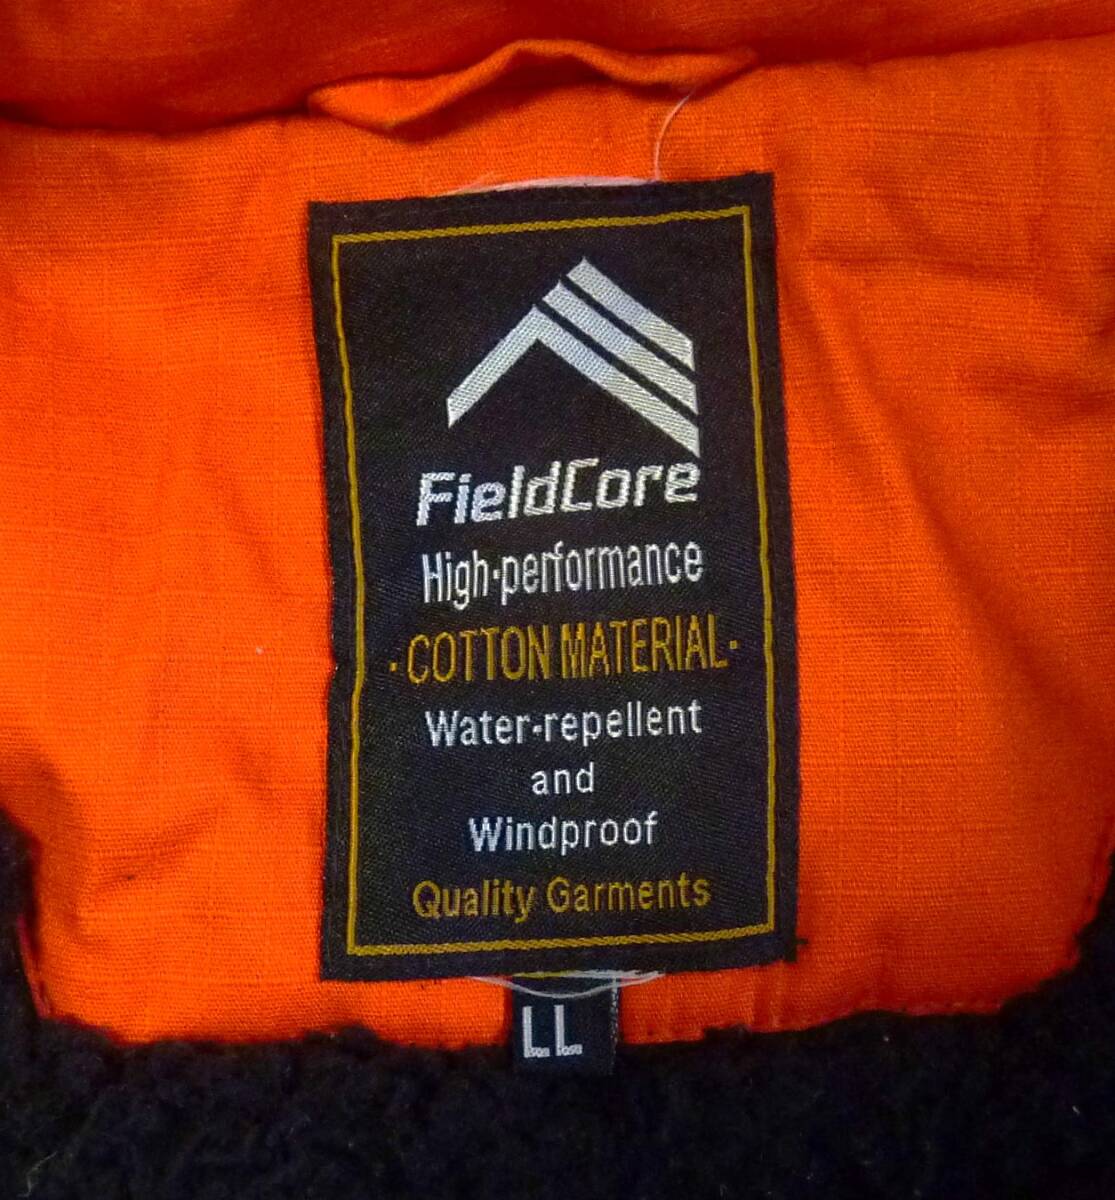 FieldCore
High-performance
·COTTON MATERIAL·
Water-repellent
and
Windproof
Quality Garments
LL